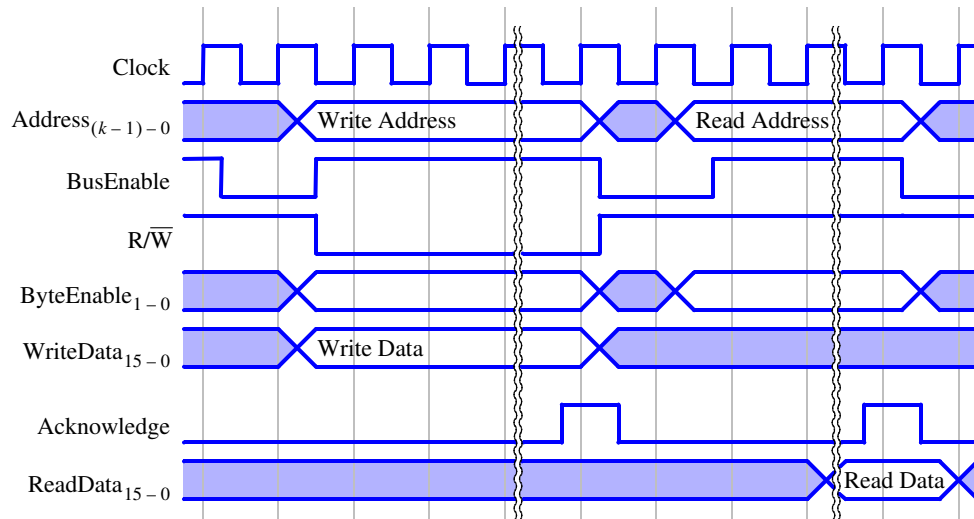 Clock
Address(k – 1) – 0 Write Address Read Address
BusEnable
R/W̅
ByteEnable1 – 0
WriteData15 – 0 Write Data
Acknowledge
ReadData15 – 0 Read Data